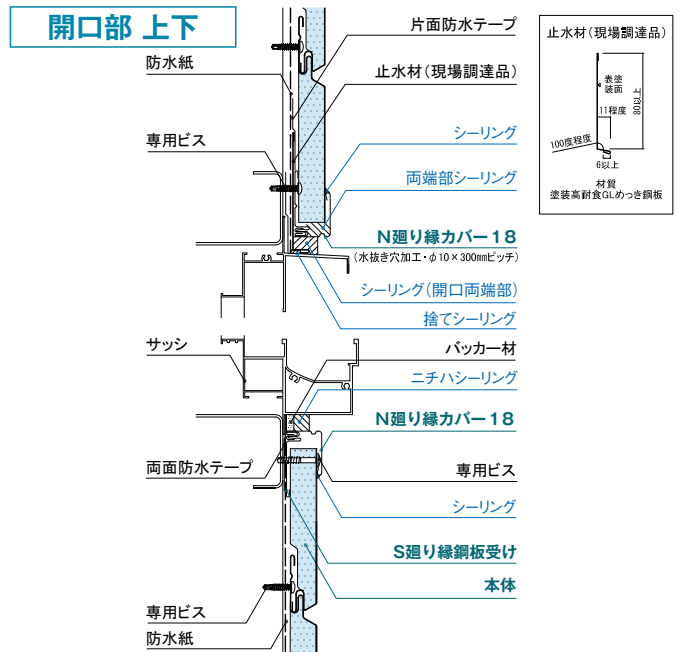 開口部 上下
防水紙
専用ビス
片面防水テープ
止水材(現場調達品)
シーリング
両端部シーリング
N廻り縁カバー18
(水抜き穴加工・φ10×300mmピッチ)
シーリング(開口両端部)
捨てシーリング
サッシ
バッカー材
ニチハシーリング
N廻り縁カバー18
両面防水テープ
専用ビス
シーリング
S廻り縁鋼板受け
本体
専用ビス
防水紙
止水材(現場調達品)
表塗
装面
11程度
80以上
100度程度
6以上
材質
塗装高耐食GLめっき鋼板